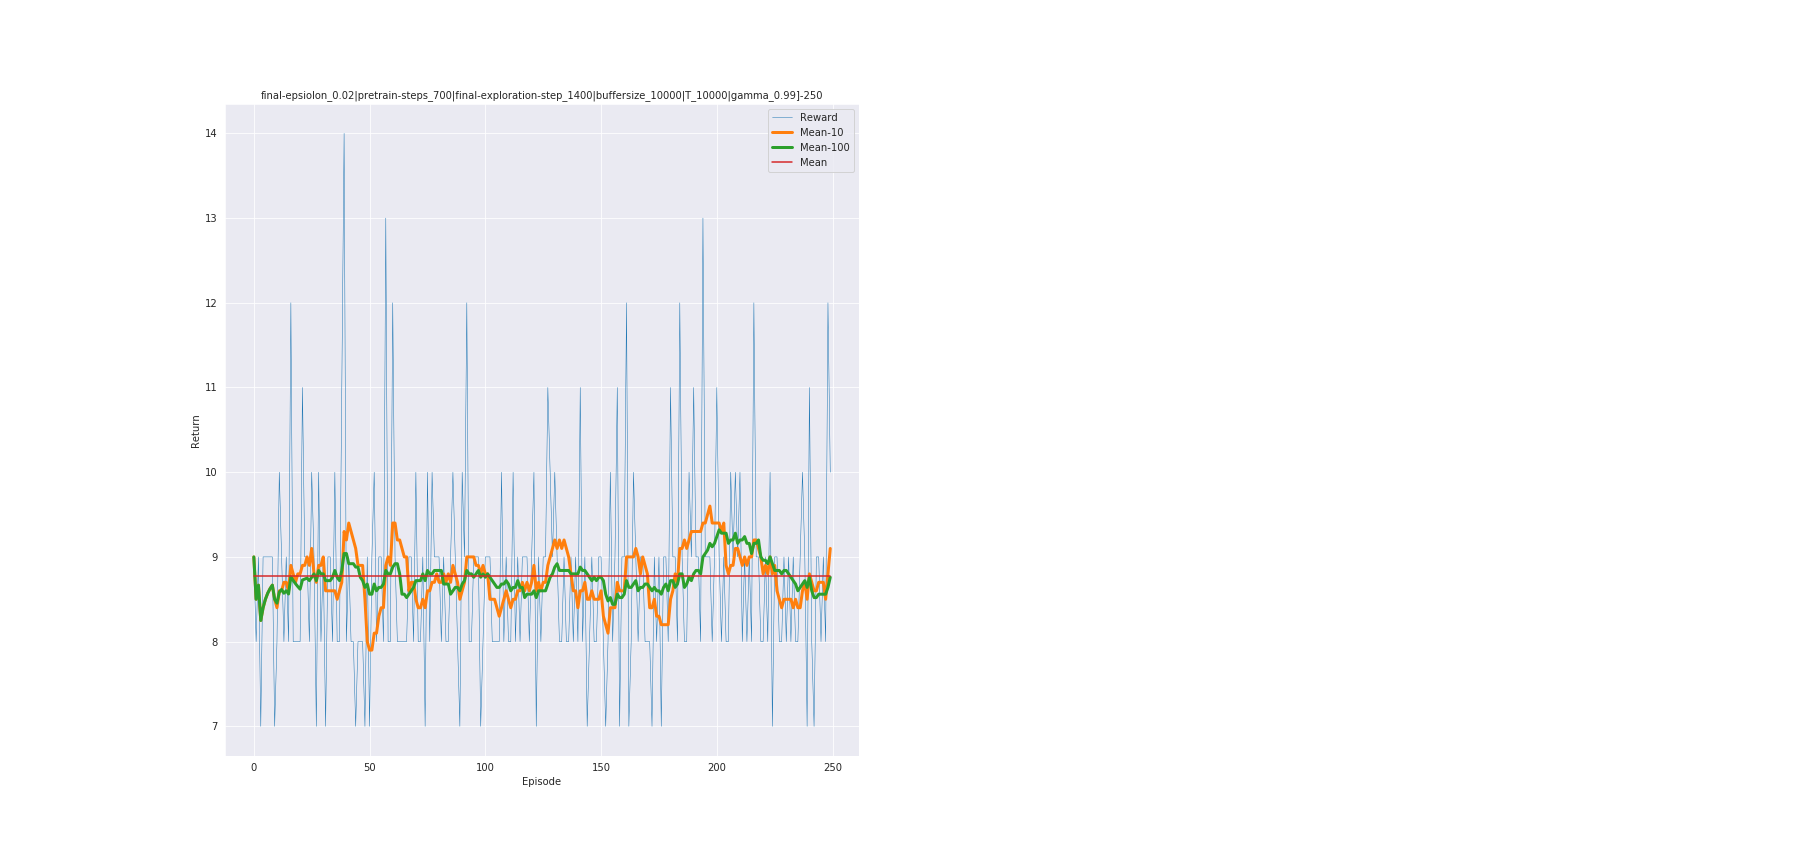 final-epsiolon_0.02|pretrain-steps_700|final-exploration-step_1400|buffersize_10000|T_10000|gamma_0.99]-250
Reward
Mean-10
Mean-100
Mean
14
13
12
11
10
9
8
7
Return
0 50 100 150 200 250
Episode